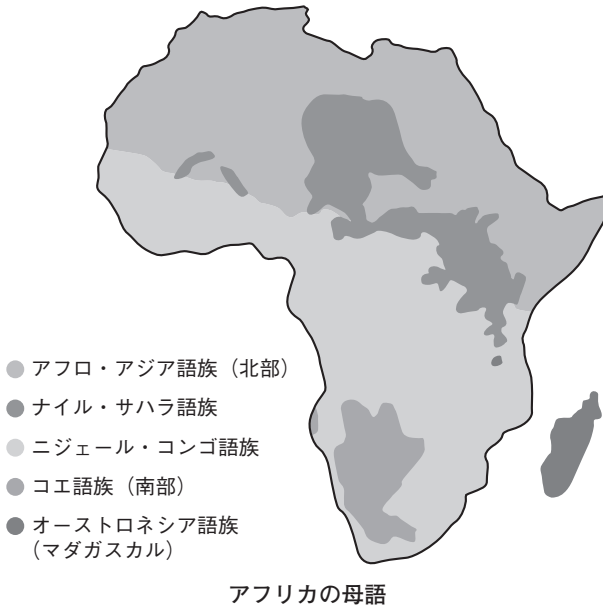 アフロ・アジア語族（北部）
ナイル・サハラ語族
ニジェール・コンゴ語族
コエ語族（南部）
オーストロネシア語族
（マダガスカル）
アフリカの母語